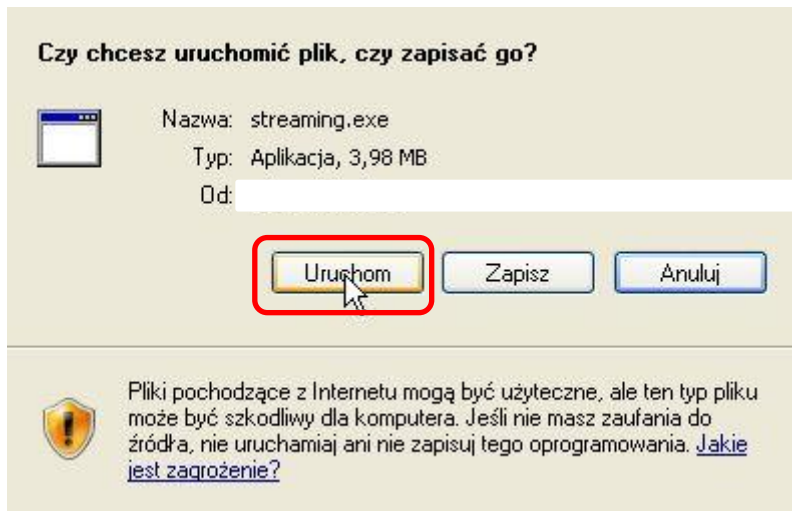 Czy chcesz uruchomić plik, czy zapisać go?
Nazwa: streaming.exe
Typ: Aplikacja, 3,98 MB
Od:
Uruchom Zapisz Anuluj
Pliki pochodzące z Internetu mogą być użyteczne, ale ten typ pliku
może być szkodliwy dla komputera. Jeśli nie masz zaufania do
źródła, nie uruchamiaj ani nie zapisuj tego oprogramowania. Jakie
jest zagrożenie?